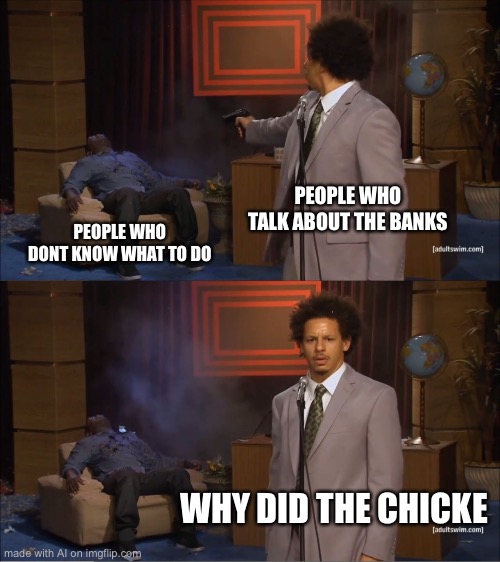 PEOPLE WHO
TALK ABOUT THE BANKS
PEOPLE WHO
DONT KNOW WHAT TO DO
[adultswim.com]
WHY DID THE CHICKE
[adultswim.com]
made with AI on imgflip.com